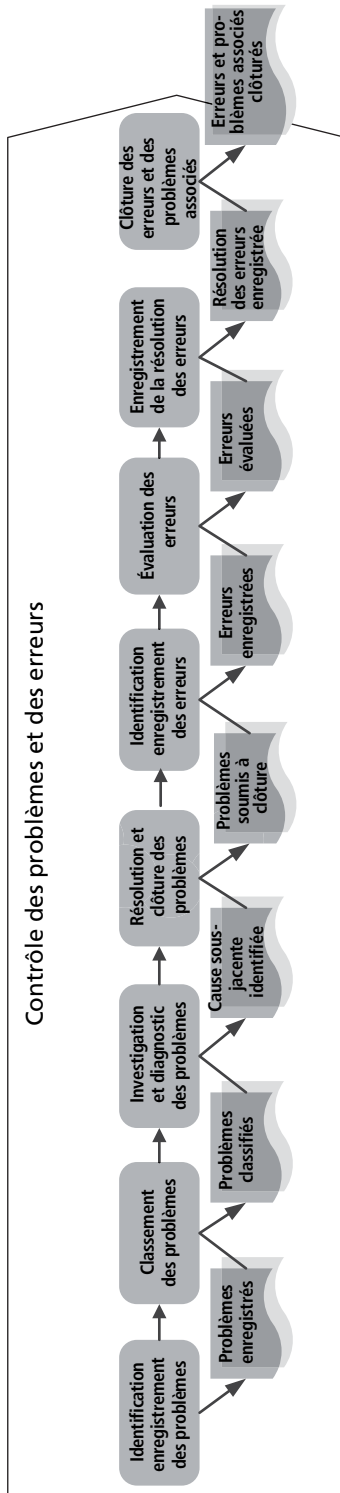 Contrôle des problèmes et des erreurs
Identification
enregistrement
des problèmes
Classement
des problèmes
Investigation
et diagnostic
des problèmes
Résolution et
clôture des
problèmes
Identification
enregistrement
des erreurs
Évaluation des
erreurs
Enregistrement
de la résolution
des erreurs
Clôture des
erreurs et des
problèmes
associés
Problèmes
enregistrés
Problèmes
classifiés
Cause sous-
jacente
identifiée
Problèmes
soumis à
clôture
Erreurs
enregistrées
Erreurs
évaluées
Résolution
des erreurs
enregistrée
Erreurs et pro-
blèmes associés
clôturés